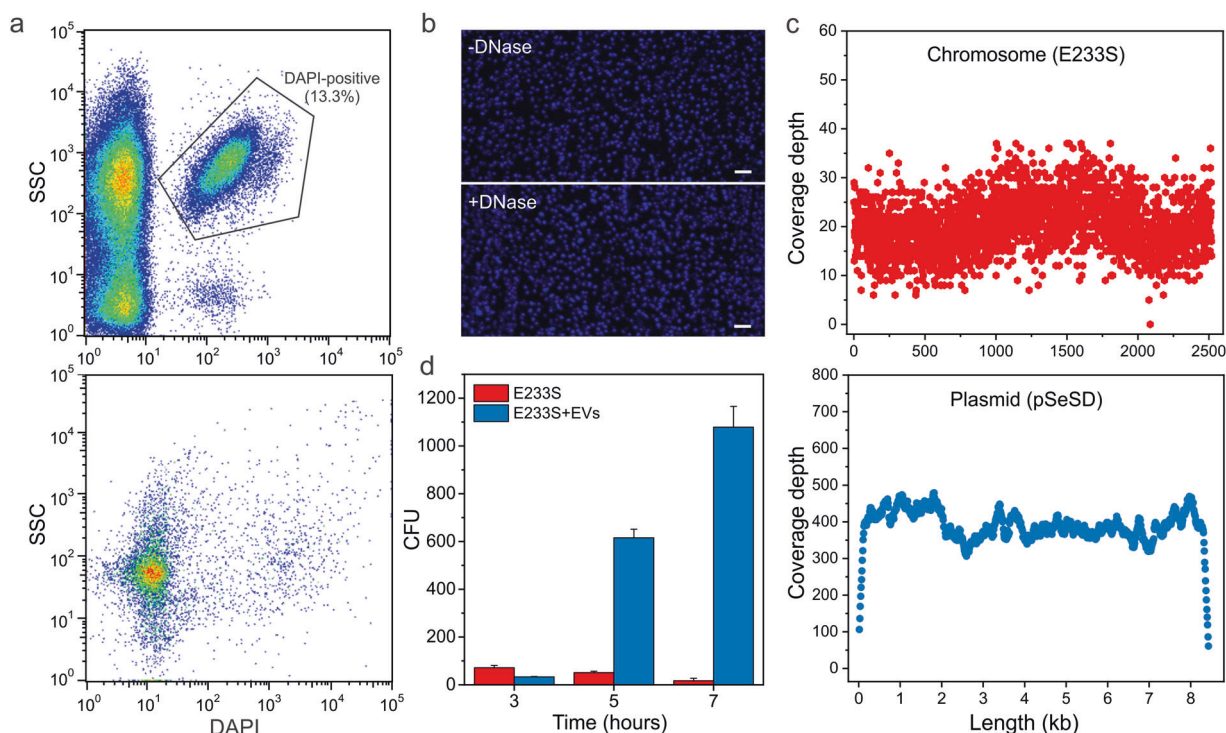 a
10^5
10^4
10^3
10^2
10^1
10^0
SSC
DAPI-positive
(13.3%)
10^0 10^1 10^2 10^3 10^4 10^5
10^5
10^4
10^3
10^2
10^1
10^0
SSC
10^0 10^1 10^2 10^3 10^4 10^5
DAPI
b
-DNase
+DNase
c
Chromosome (E233S)
60
50
40
30
20
10
0
Coverage depth
0 500 1000 1500 2000 2500
Plasmid (pSeSD)
800
700
600
500
400
300
200
100
0
Coverage depth
0 1 2 3 4 5 6 7 8
Length (kb)
d
E233S
E233S+EVs
1200
1000
800
600
400
200
0
CFU
3 5 7
Time (hours)